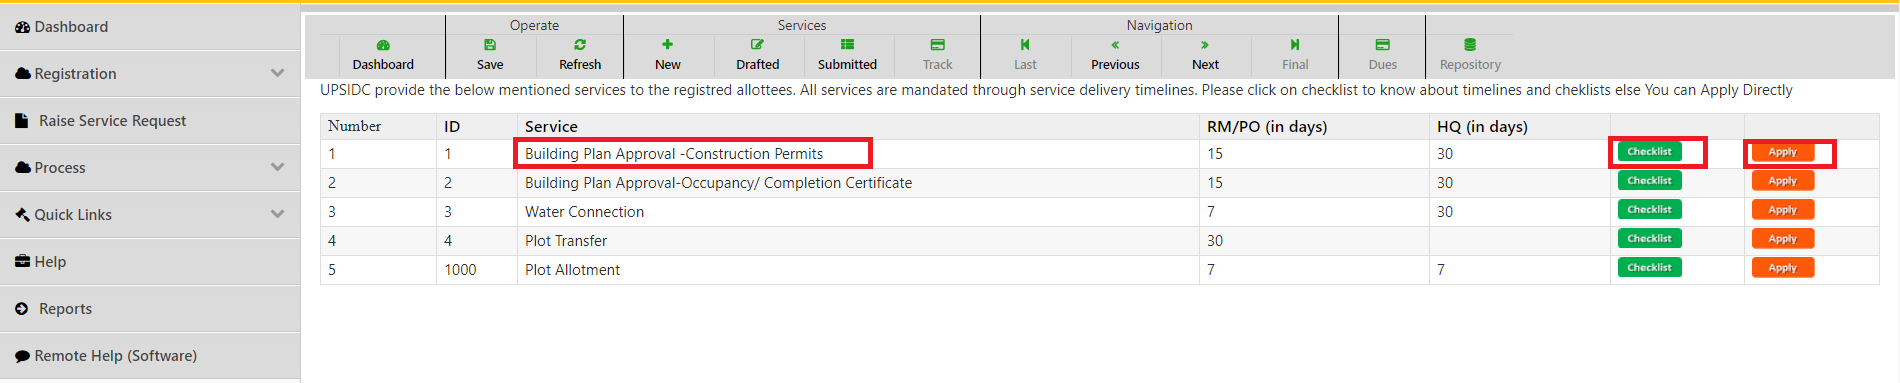 Dashboard
Registration
Raise Service Request
Process
Quick Links
Help
Reports
Remote Help (Software)
Operate Services Navigation
Dashboard Save Refresh New Drafted Submitted Track Last Previous Next Final Dues Repository
UPSIDC provide the below mentioned services to the registred allottees. All services are mandated through service delivery timelines. Please click on checklist to know about timelines and cheklists else You can Apply Directly
Number ID Service RM/PO (in days) HQ (in days)
1 1 Building Plan Approval -Construction Permits 15 30 Checklist Apply
2 2 Building Plan Approval-Occupancy/ Completion Certificate 15 30 Checklist Apply
3 3 Water Connection 7 30 Checklist Apply
4 4 Plot Transfer 30 Checklist Apply
5 1000 Plot Allotment 7 7 Checklist Apply